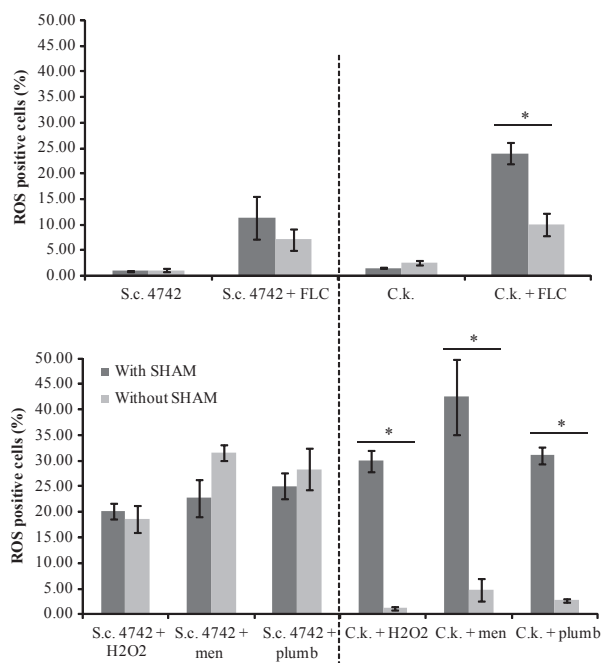 50.00
45.00
40.00
35.00
30.00
25.00
20.00
15.00
10.00
5.00
0.00
ROS positive cells (%)
*
S.c. 4742
S.c. 4742 + FLC
C.k.
C.k. + FLC
50.00
45.00
40.00
35.00
30.00
25.00
20.00
15.00
10.00
5.00
0.00
ROS positive cells (%)
With SHAM
Without SHAM
*
*
*
S.c. 4742 +
H2O2
S.c. 4742 +
men
S.c. 4742 +
plumb
C.k. + H2O2
C.k. + men
C.k. + plumb